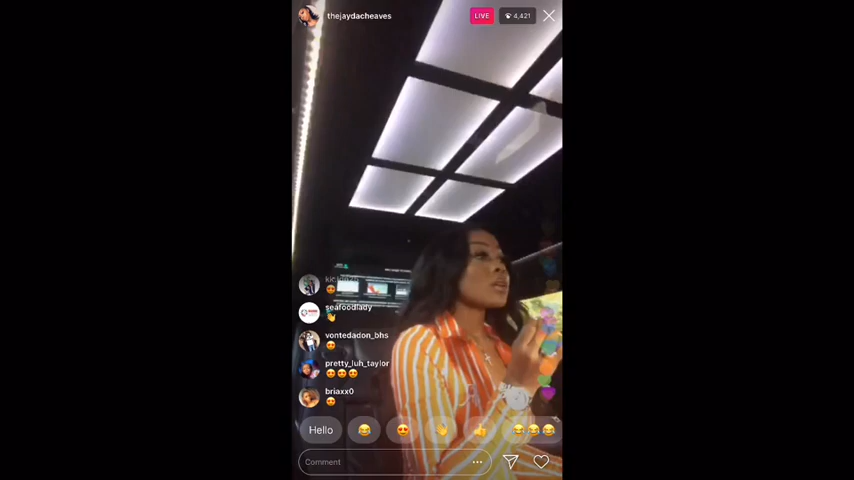 thejaydacheaves
LIVE
4,421
seafoodlady
vontedadon_bhs
pretty_luh_taylor
briaxx0
Hello
Comment